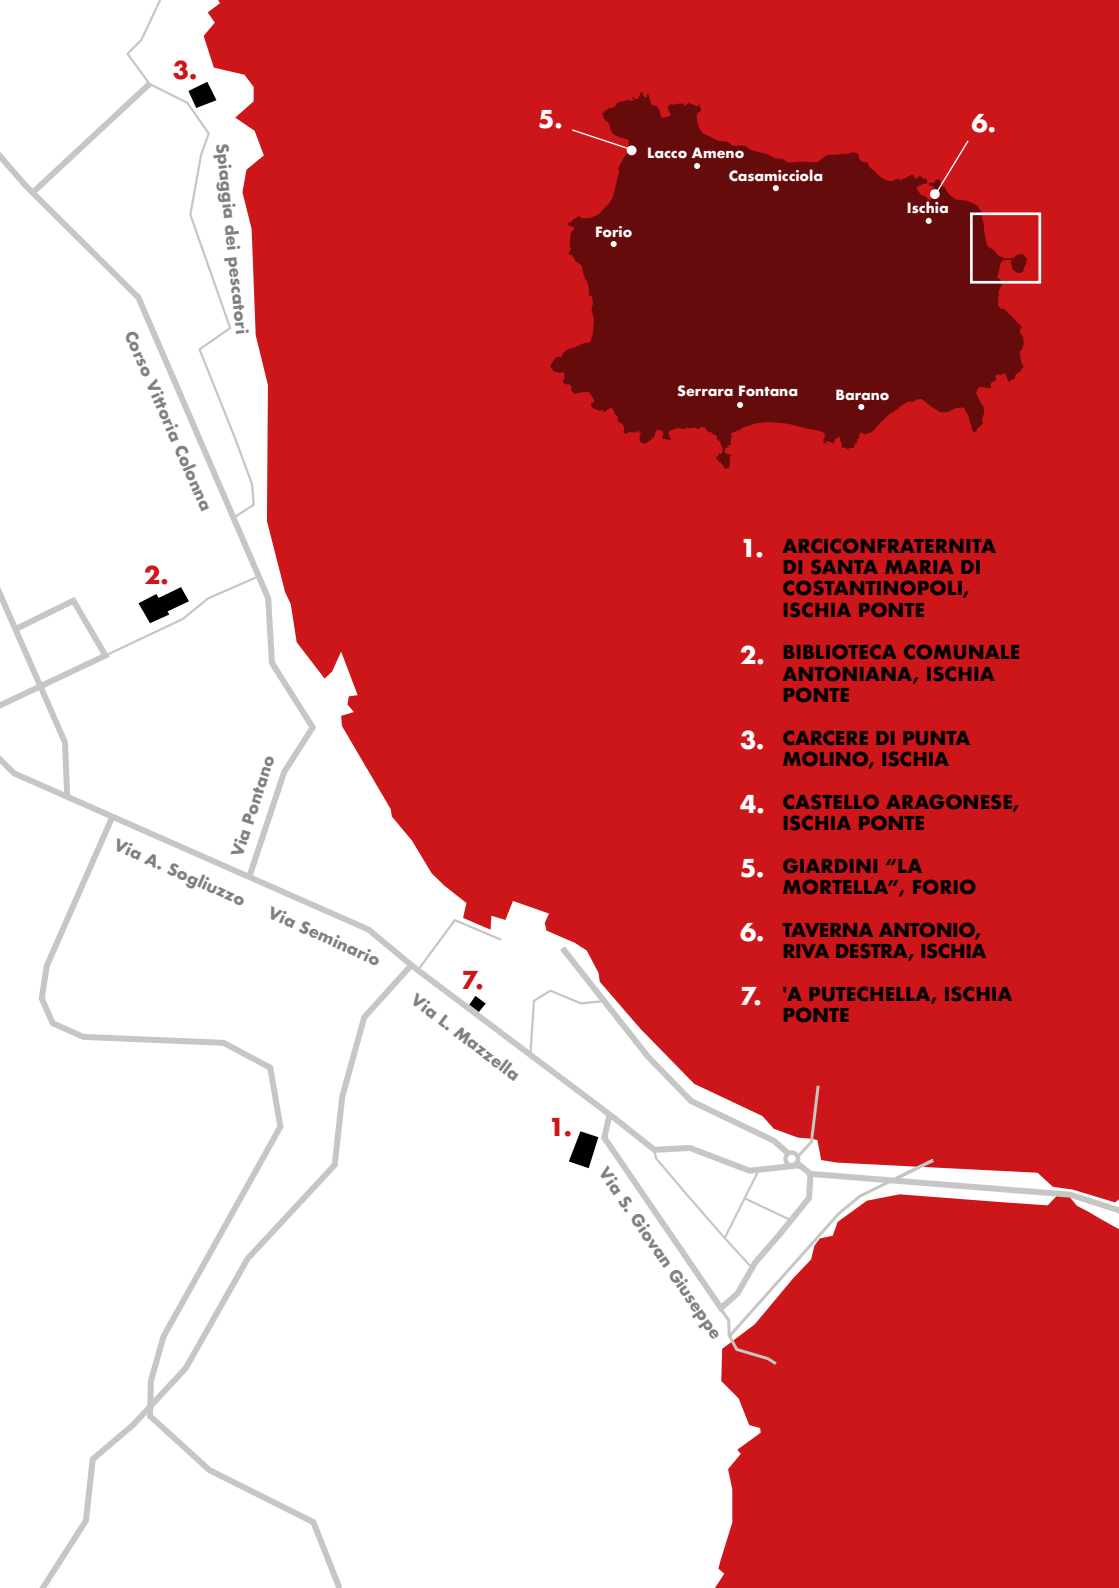 3.
Spiaggia dei pescatori
Corso Vittoria Colonna
2.
Via Pontano
Via A. Sogliuzzo
Via Seminario
7.
Via L. Mazzella
1.
Via S. Giovan Giuseppe
5.
6.
Lacco Ameno
Casamicciola
Ischia
Forio
Serrara Fontana
Barano
1. ARCICONFRATERNITA
DI SANTA MARIA DI
COSTANTINOPOLI,
ISCHIA PONTE
2. BIBLIOTECA COMUNALE
ANTONIANA, ISCHIA
PONTE
3. CARCERE DI PUNTA
MOLINO, ISCHIA
4. CASTELLO ARAGONESE,
ISCHIA PONTE
5. GIARDINI “LA
MORTELLA”, FORIO
6. TAVERNA ANTONIO,
RIVA DESTRA, ISCHIA
7. 'A PUTECHELLA, ISCHIA
PONTE